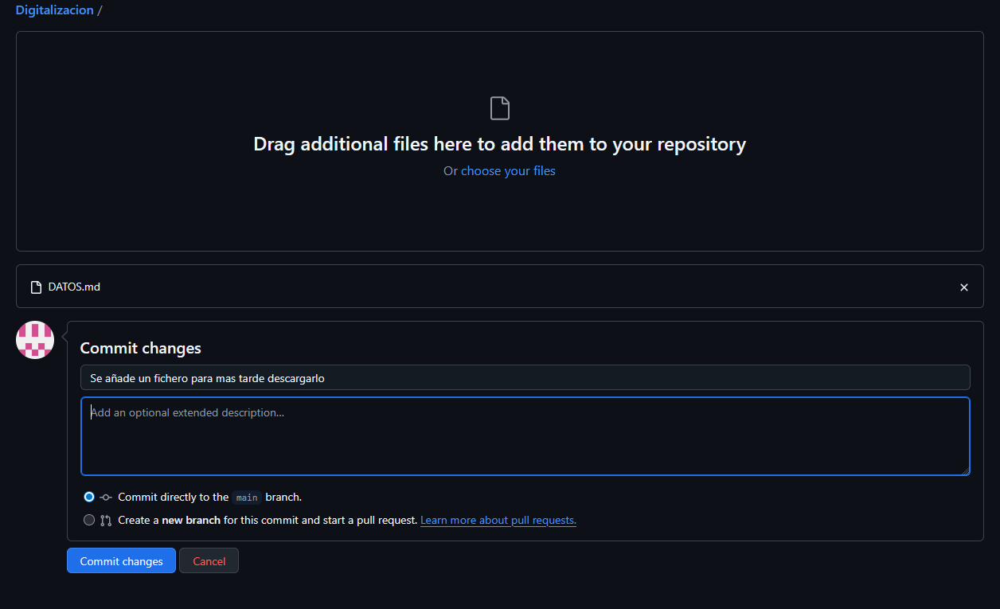 Digitalizacion /
Drag additional files here to add them to your repository
Or choose your files
DATOS.md
Commit changes
Se añade un fichero para mas tarde descargarlo
Add an optional extended description...
Commit directly to the main branch.
Create a new branch for this commit and start a pull request. Learn more about pull requests.
Commit changes Cancel